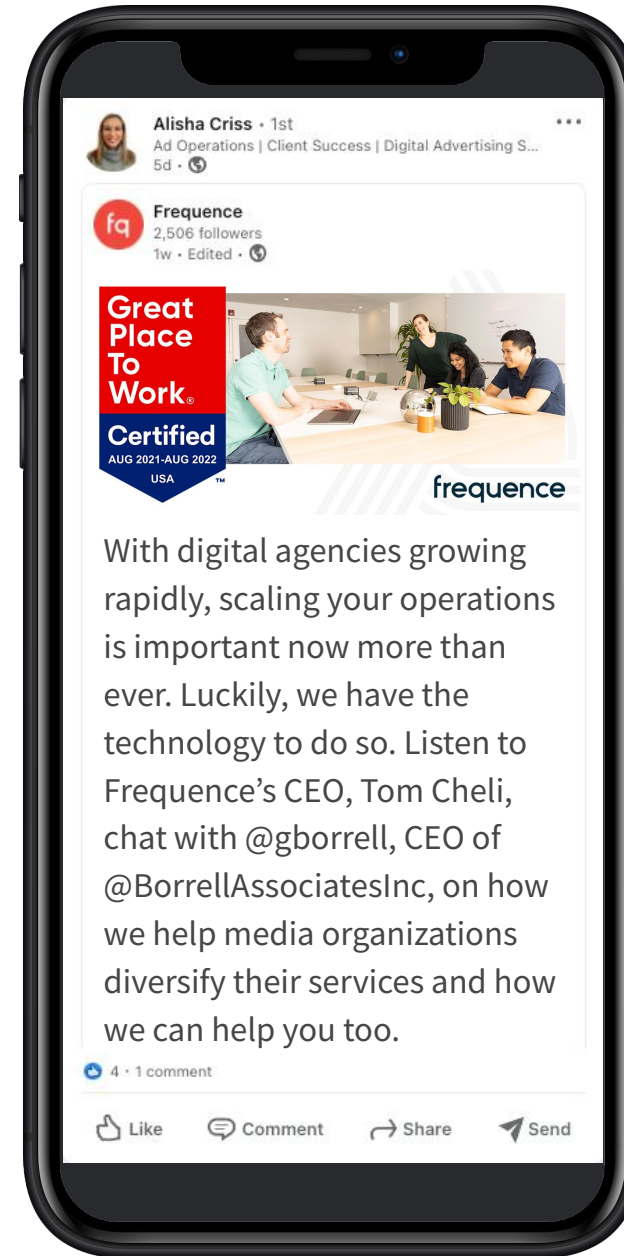 Alisha Criss • 1st
Ad Operations | Client Success | Digital Advertising S...
5d •
fq
Frequence
2,506 followers
1w • Edited •
Great
Place
To
Work®
Certified
AUG 2021-AUG 2022
USA
TM
frequence
With digital agencies growing
rapidly, scaling your operations
is important now more than
ever. Luckily, we have the
technology to do so. Listen to
Frequence’s CEO, Tom Cheli,
chat with @gborrell, CEO of
@BorrellAssociatesInc, on how
we help media organizations
diversify their services and how
we can help you too.
4 • 1 comment
Like Comment Share Send